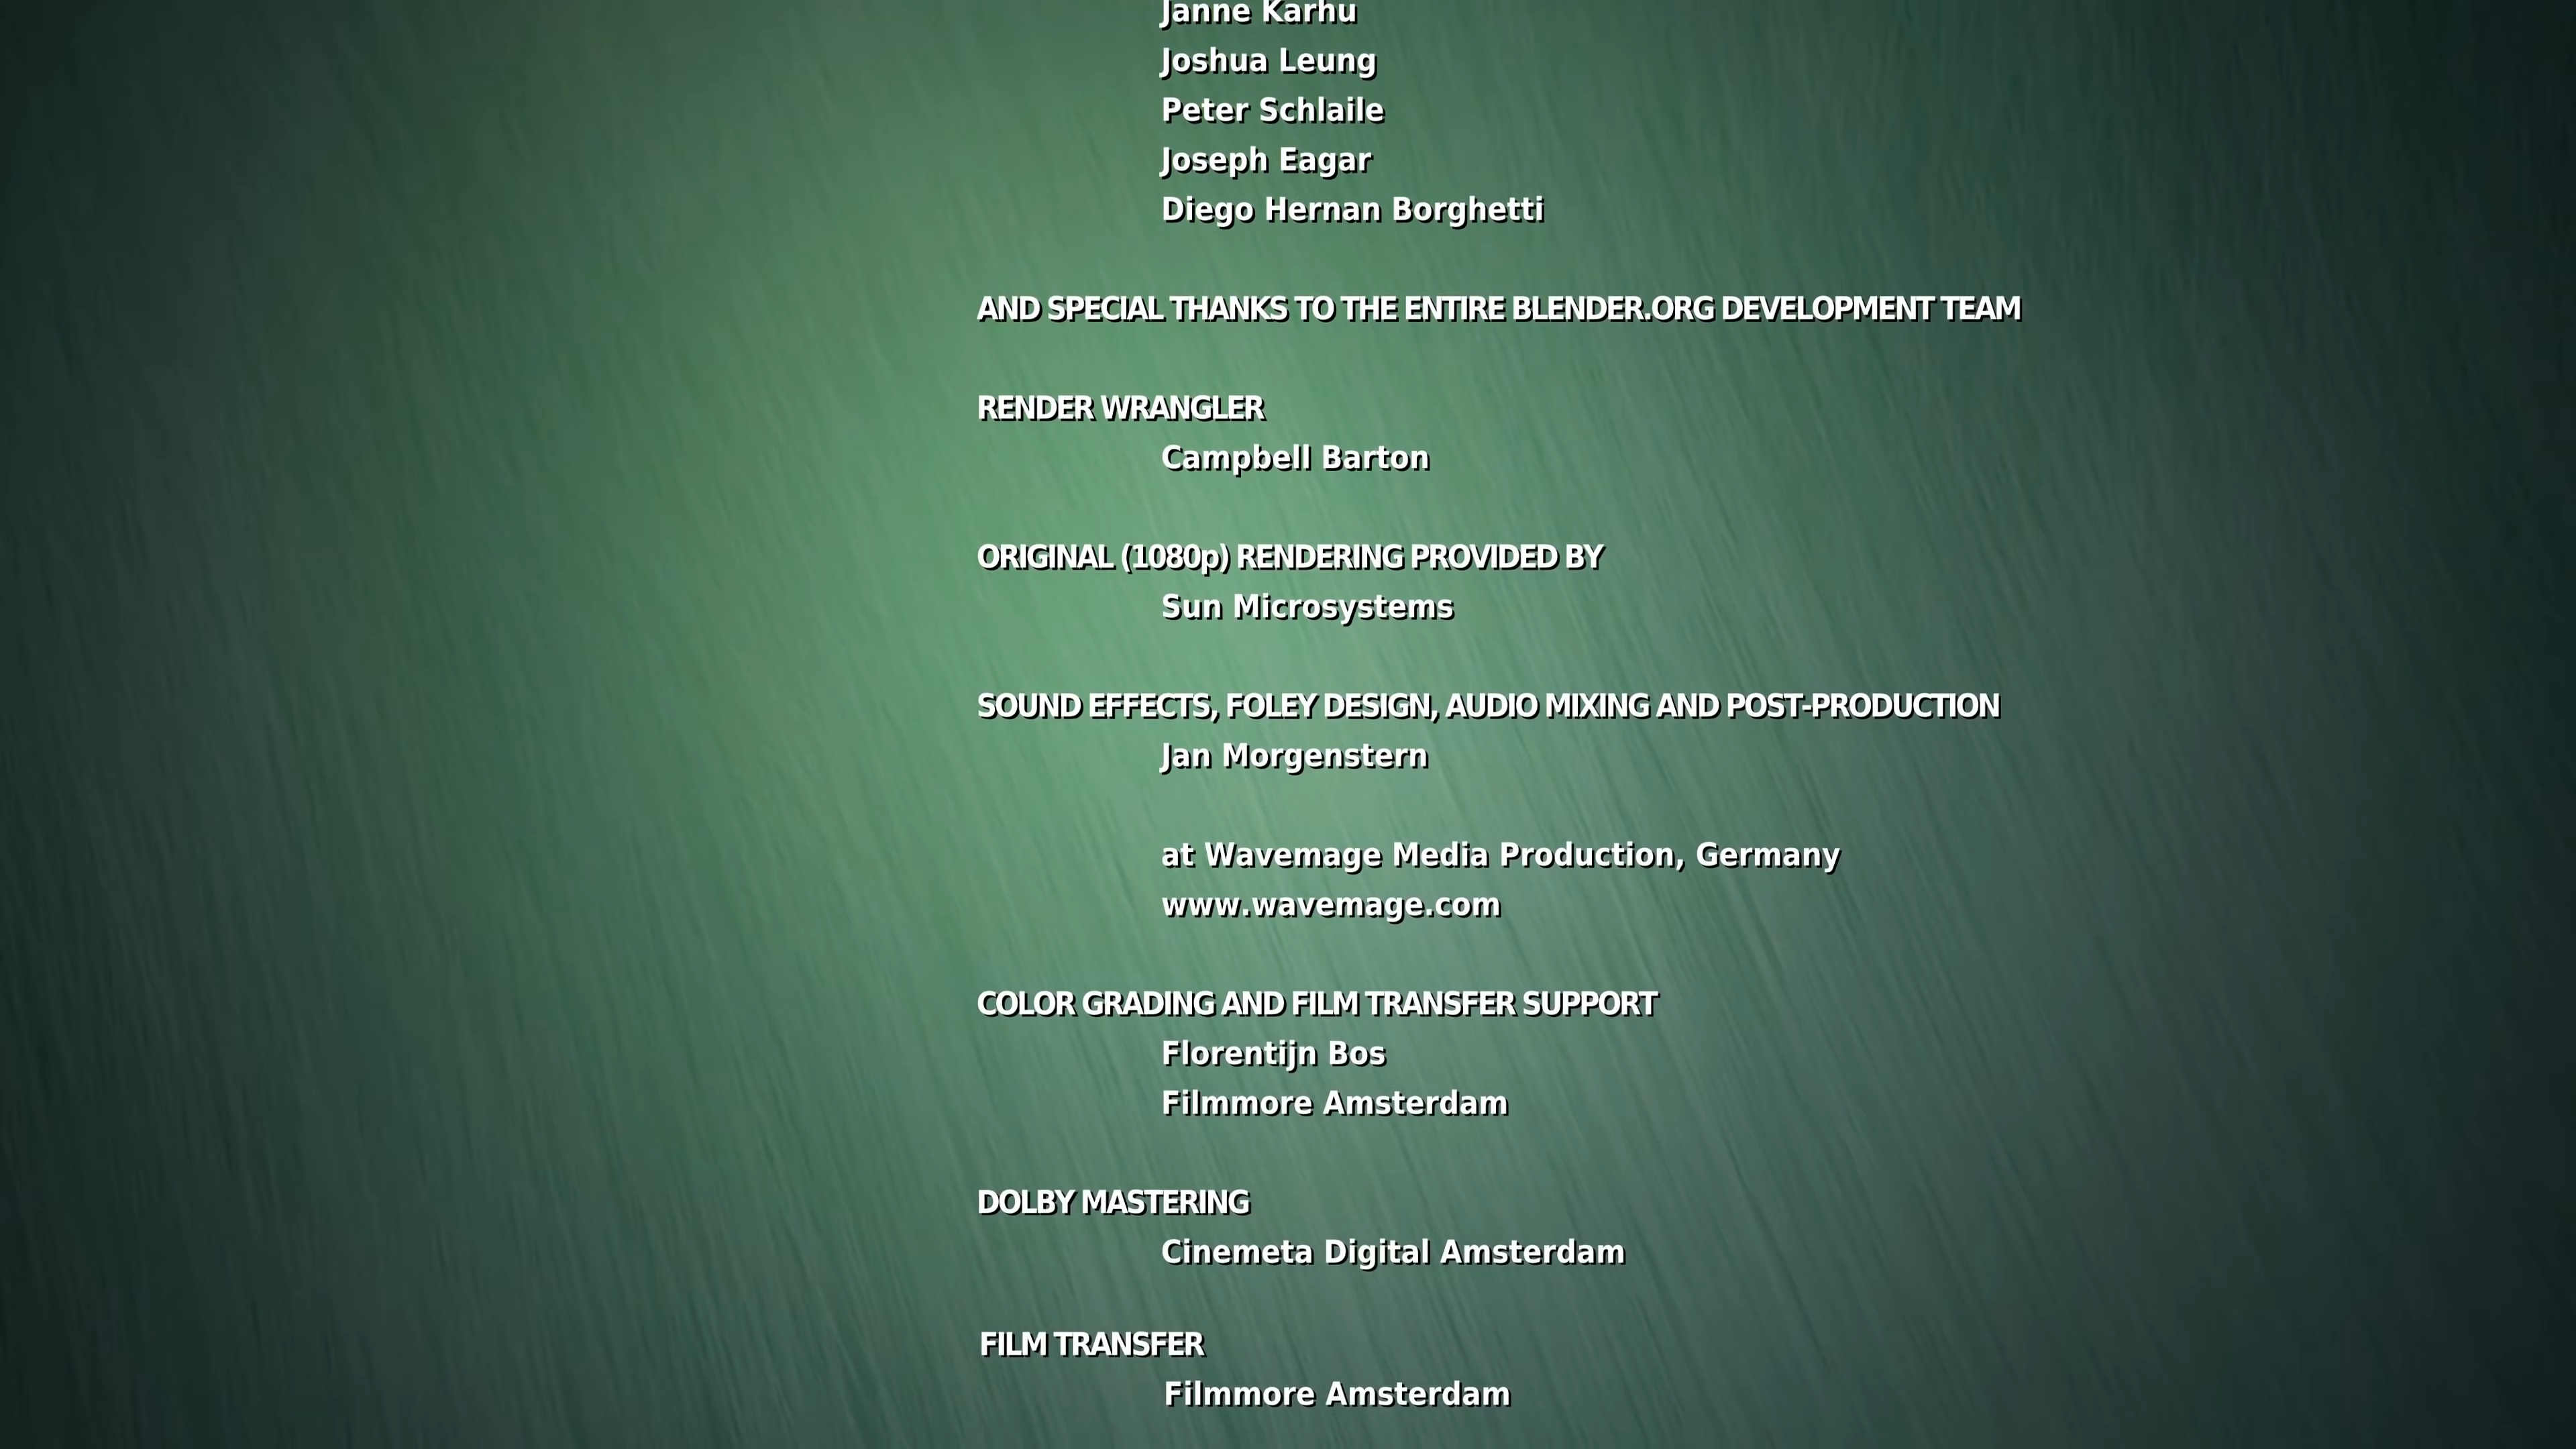 Janne Karhu
Joshua Leung
Peter Schlaile
Joseph Eagar
Diego Hernan Borghetti
AND SPECIAL THANKS TO THE ENTIRE BLENDER.ORG DEVELOPMENT TEAM
RENDER WRANGLER
Campbell Barton
ORIGINAL (1080p) RENDERING PROVIDED BY
Sun Microsystems
SOUND EFFECTS, FOLEY DESIGN, AUDIO MIXING AND POST-PRODUCTION
Jan Morgenstern
at Wavemage Media Production, Germany
www.wavemage.com
COLOR GRADING AND FILM TRANSFER SUPPORT
Florentijn Bos
Filmmore Amsterdam
DOLBY MASTERING
Cinemeta Digital Amsterdam
FILM TRANSFER
Filmmore Amsterdam